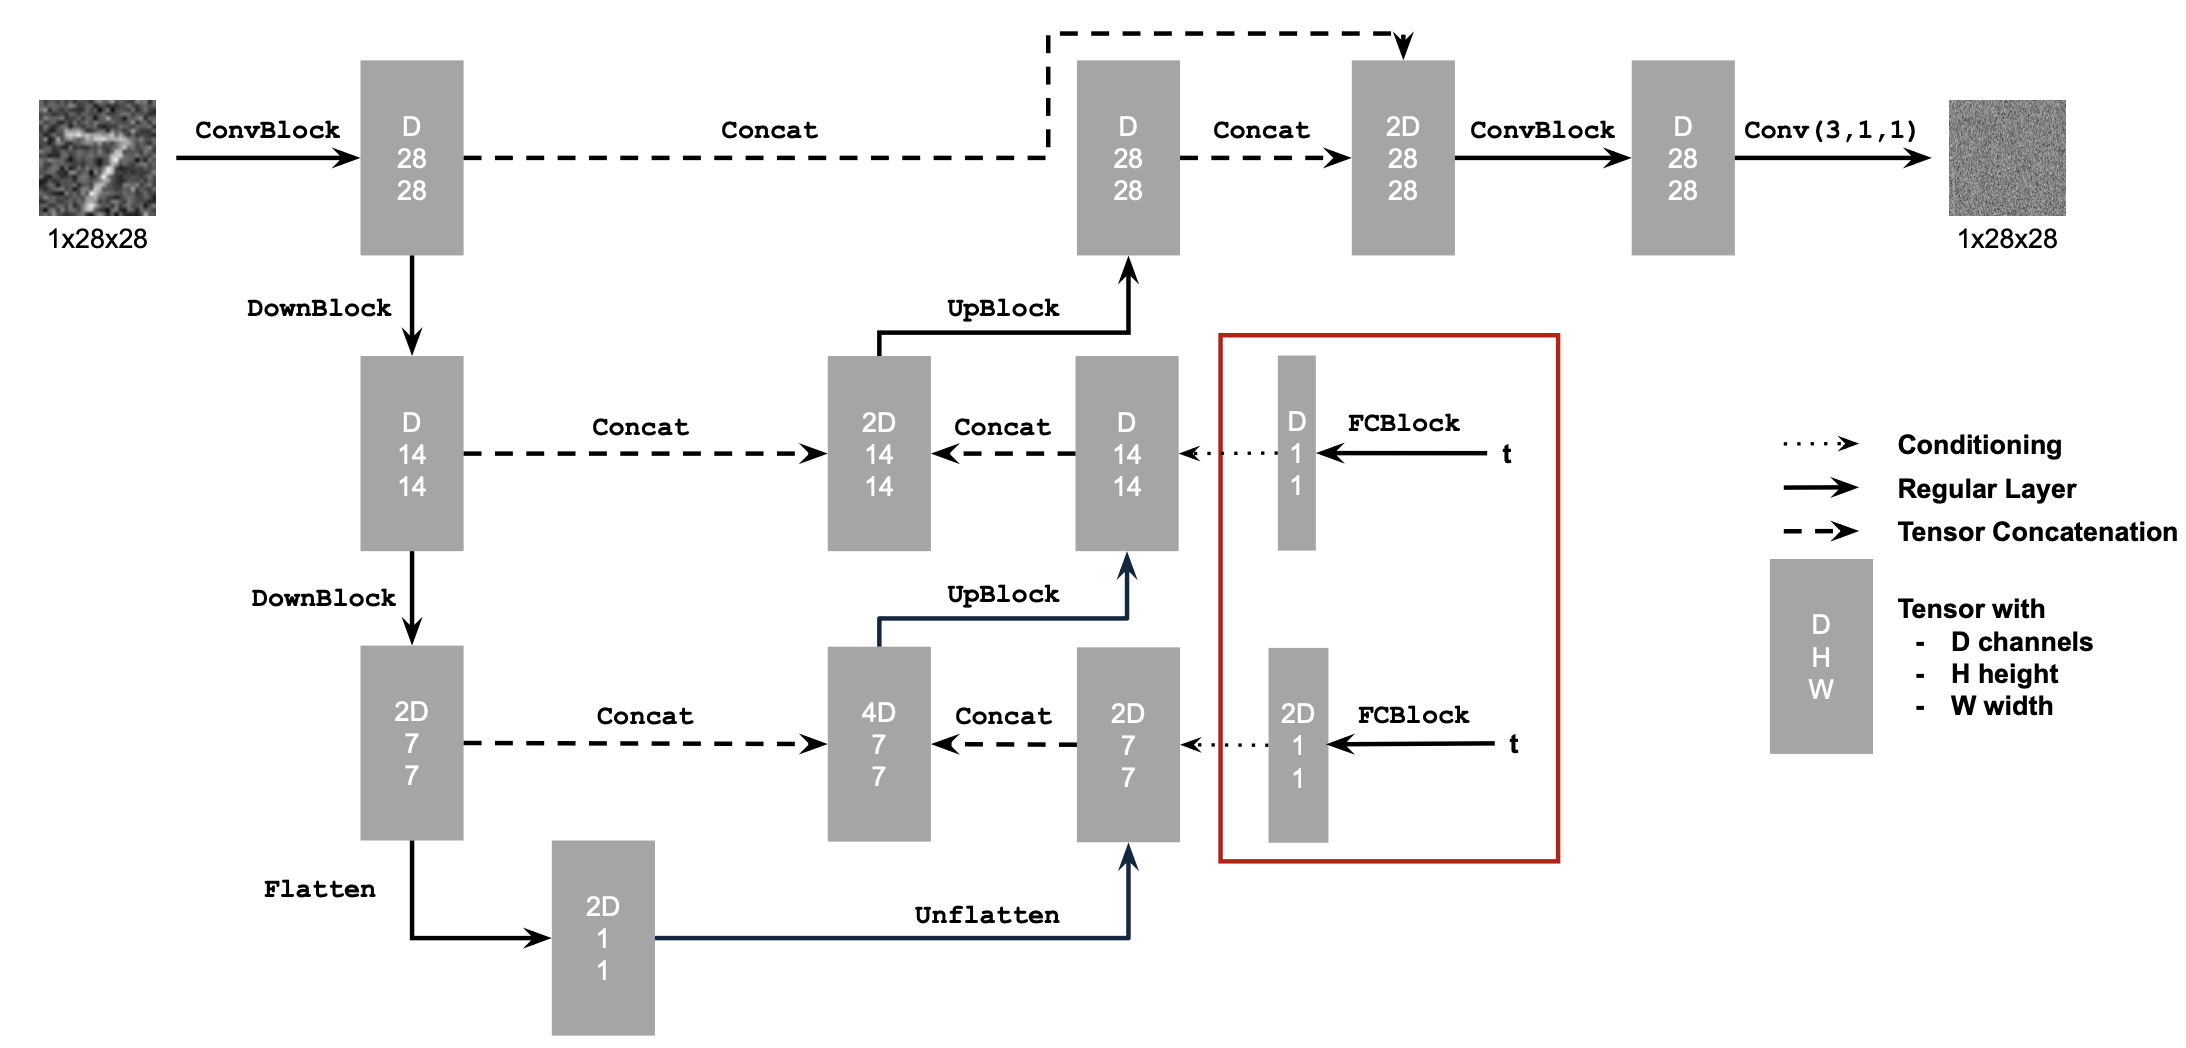 ConvBlock
D
28
28
Concat
D
28
28
Concat
2D
28
28
ConvBlock
D
28
28
Conv(3,1,1)
1x28x28
1x28x28
DownBlock
UpBlock
D
14
14
Concat
2D
14
14
Concat
D
14
14
D
1
1
FCBlock
t
Conditioning
Regular Layer
Tensor Concatenation
DownBlock
UpBlock
D
H
W
Tensor with
- D channels
- H height
- W width
2D
7
7
Concat
4D
7
7
Concat
2D
7
7
2D
1
1
FCBlock
t
Flatten
2D
1
1
Unflatten